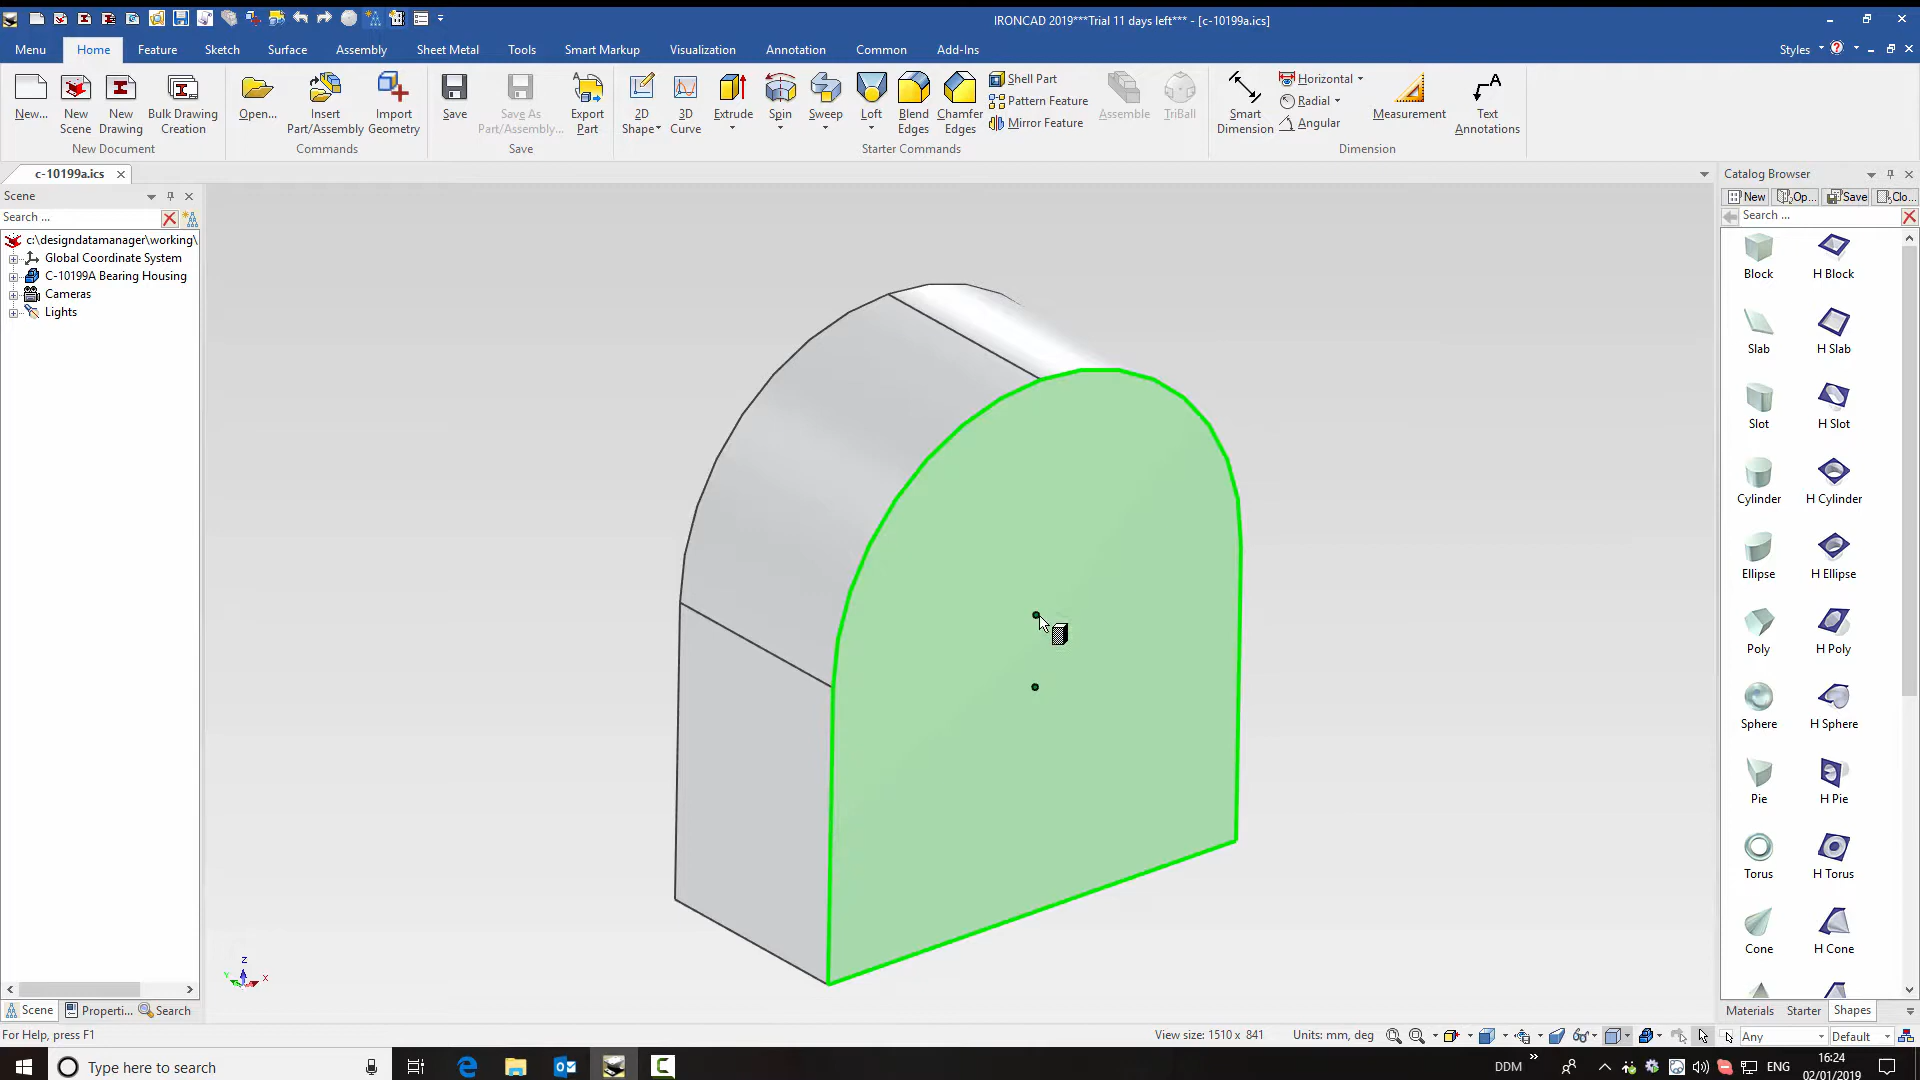 IRONCAD 2019***Trial 11 days left*** - [c-10199a.ics]
Menu Home Feature Sketch Surface Assembly Sheet Metal Tools Smart Markup Visualization Annotation Common Add-Ins Styles
New... New Scene New Drawing Bulk Drawing Creation
New Document
Open... Insert Part/Assembly Import Geometry
Commands
Save Save As Part/Assembly... Export Part
Save
2D Shape 3D Curve Extrude Spin Sweep Loft Blend Edges Chamfer Edges
Shell Part
Pattern Feature
Mirror Feature
Assemble TriBall
Starter Commands
Smart Dimension
Horizontal
Radial
Angular
Measurement Text Annotations
Dimension
c-10199a.ics
Scene
Search ...
c:\designdatamanager\working\
Global Coordinate System
C-10199A Bearing Housing
Cameras
Lights
Scene Properti... Search
Z
Y X
Catalog Browser
New Op... Save Clo...
Search ...
Block H Block
Slab H Slab
Slot H Slot
Cylinder H Cylinder
Ellipse H Ellipse
Poly H Poly
Sphere H Sphere
Pie H Pie
Torus H Torus
Cone H Cone
Materials Starter Shapes
For Help, press F1
View size: 1510 x 841 Units: mm, deg Any Default
Type here to search
DDM ENG 16:24
02/01/2019